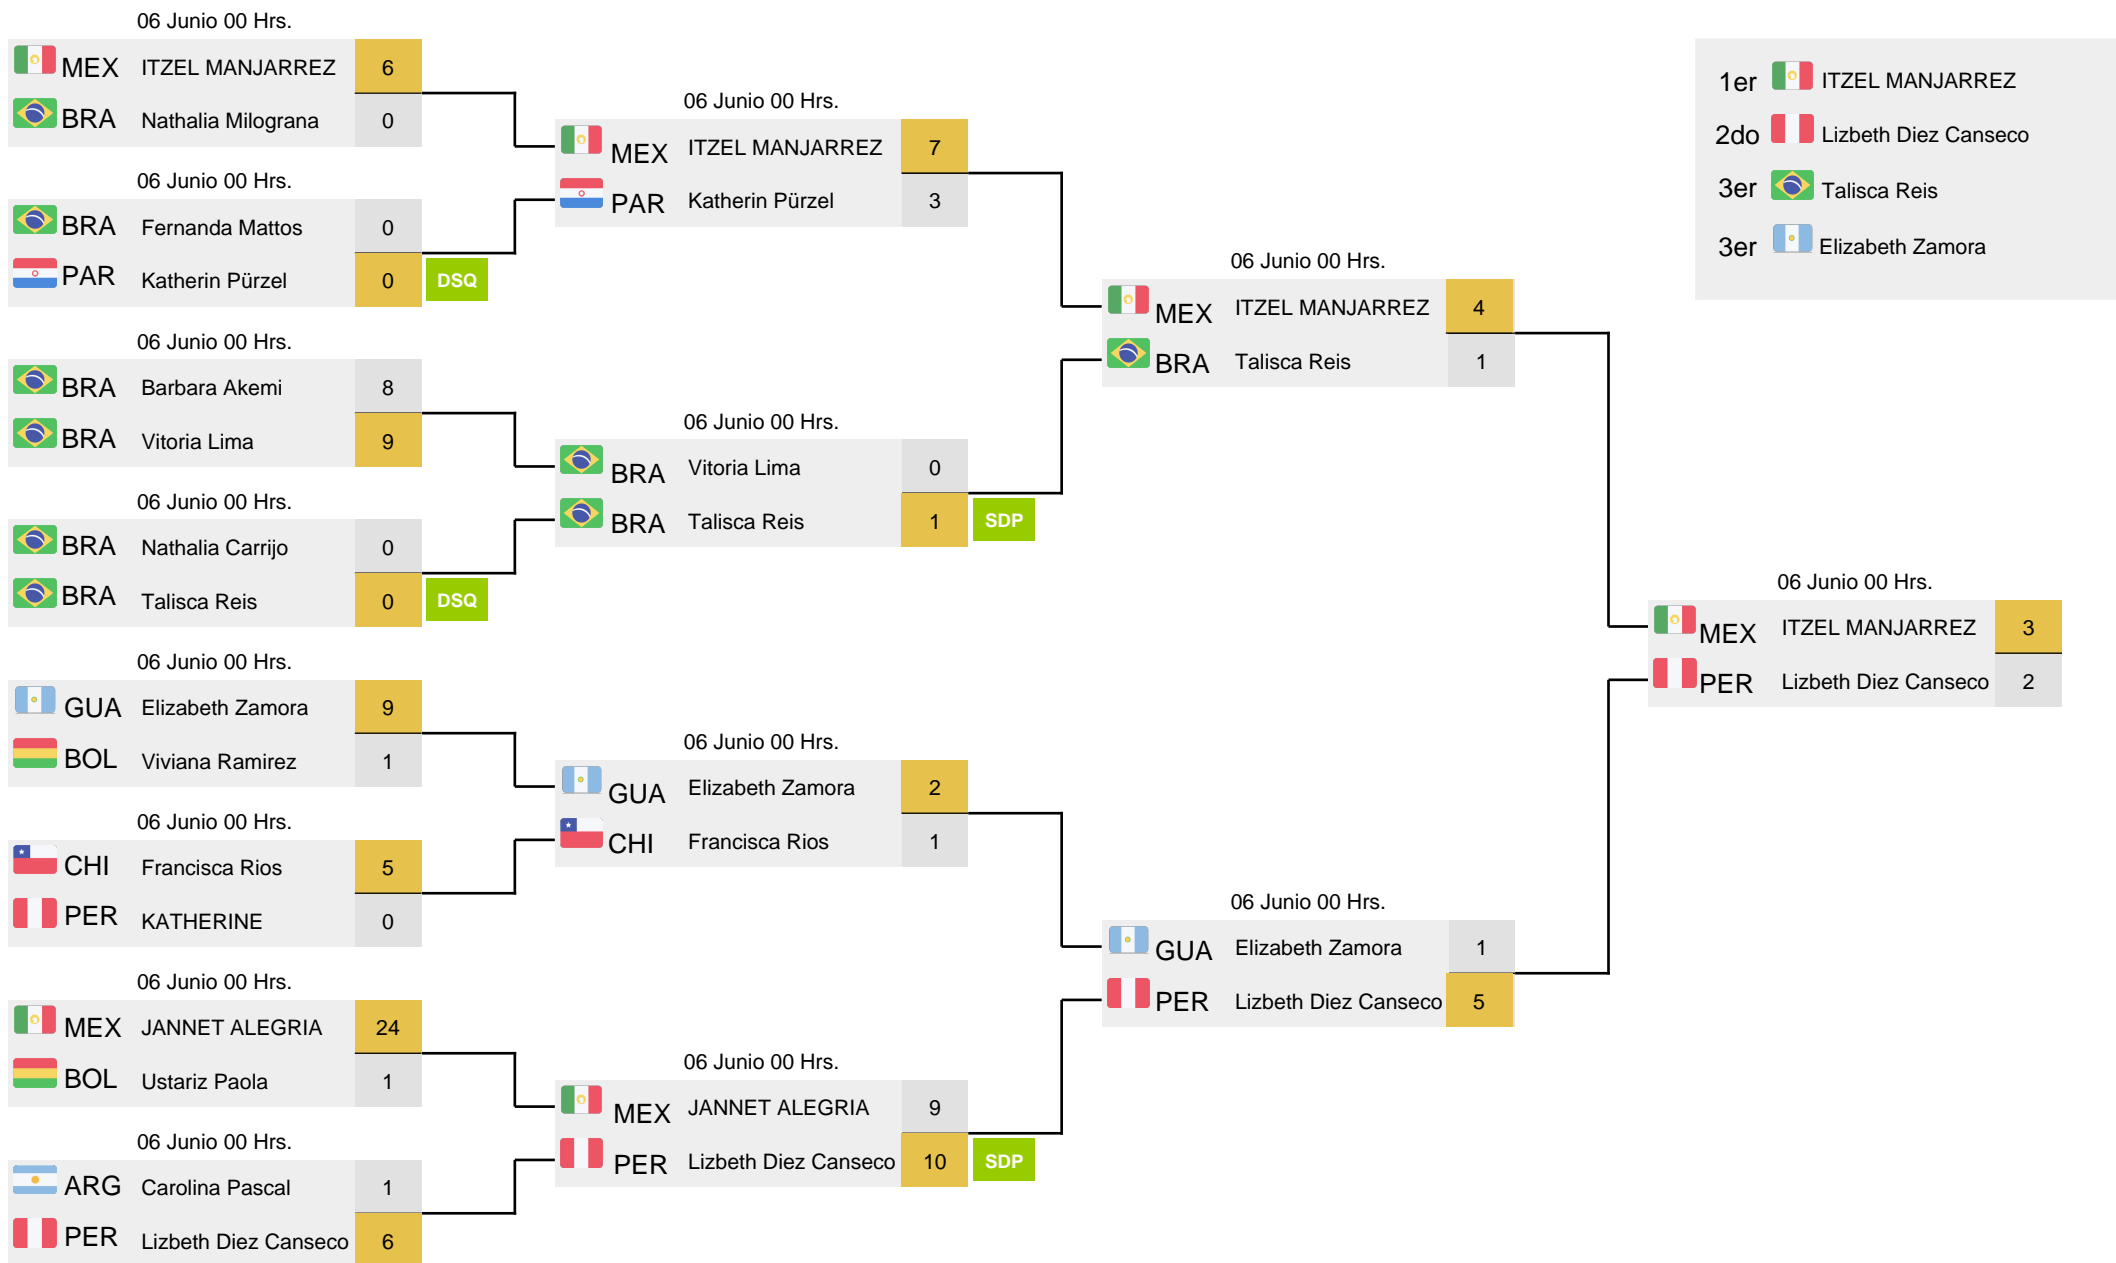 06 Junio 00 Hrs.
MEX ITZEL MANJARREZ 6
BRA Nathalia Milograna 0
06 Junio 00 Hrs.
BRA Fernanda Mattos 0
PAR Katherin Pürzel 0 DSQ
06 Junio 00 Hrs.
BRA Barbara Akemi 8
BRA Vitoria Lima 9
06 Junio 00 Hrs.
BRA Nathalia Carrijo 0
BRA Talisca Reis 0 DSQ
06 Junio 00 Hrs.
GUA Elizabeth Zamora 9
BOL Viviana Ramirez 1
06 Junio 00 Hrs.
CHI Francisca Rios 5
PER KATHERINE 0
06 Junio 00 Hrs.
MEX JANNET ALEGRIA 24
BOL Ustariz Paola 1
06 Junio 00 Hrs.
ARG Carolina Pascal 1
PER Lizbeth Diez Canseco 6
06 Junio 00 Hrs.
MEX ITZEL MANJARREZ 7
PAR Katherin Pürzel 3
06 Junio 00 Hrs.
BRA Vitoria Lima 0
BRA Talisca Reis 1 SDP
06 Junio 00 Hrs.
GUA Elizabeth Zamora 2
CHI Francisca Rios 1
06 Junio 00 Hrs.
MEX JANNET ALEGRIA 9
PER Lizbeth Diez Canseco 10 SDP
06 Junio 00 Hrs.
MEX ITZEL MANJARREZ 4
BRA Talisca Reis 1
06 Junio 00 Hrs.
GUA Elizabeth Zamora 1
PER Lizbeth Diez Canseco 5
06 Junio 00 Hrs.
MEX ITZEL MANJARREZ 3
PER Lizbeth Diez Canseco 2
1er ITZEL MANJARREZ
2do Lizbeth Diez Canseco
3er Talisca Reis
3er Elizabeth Zamora